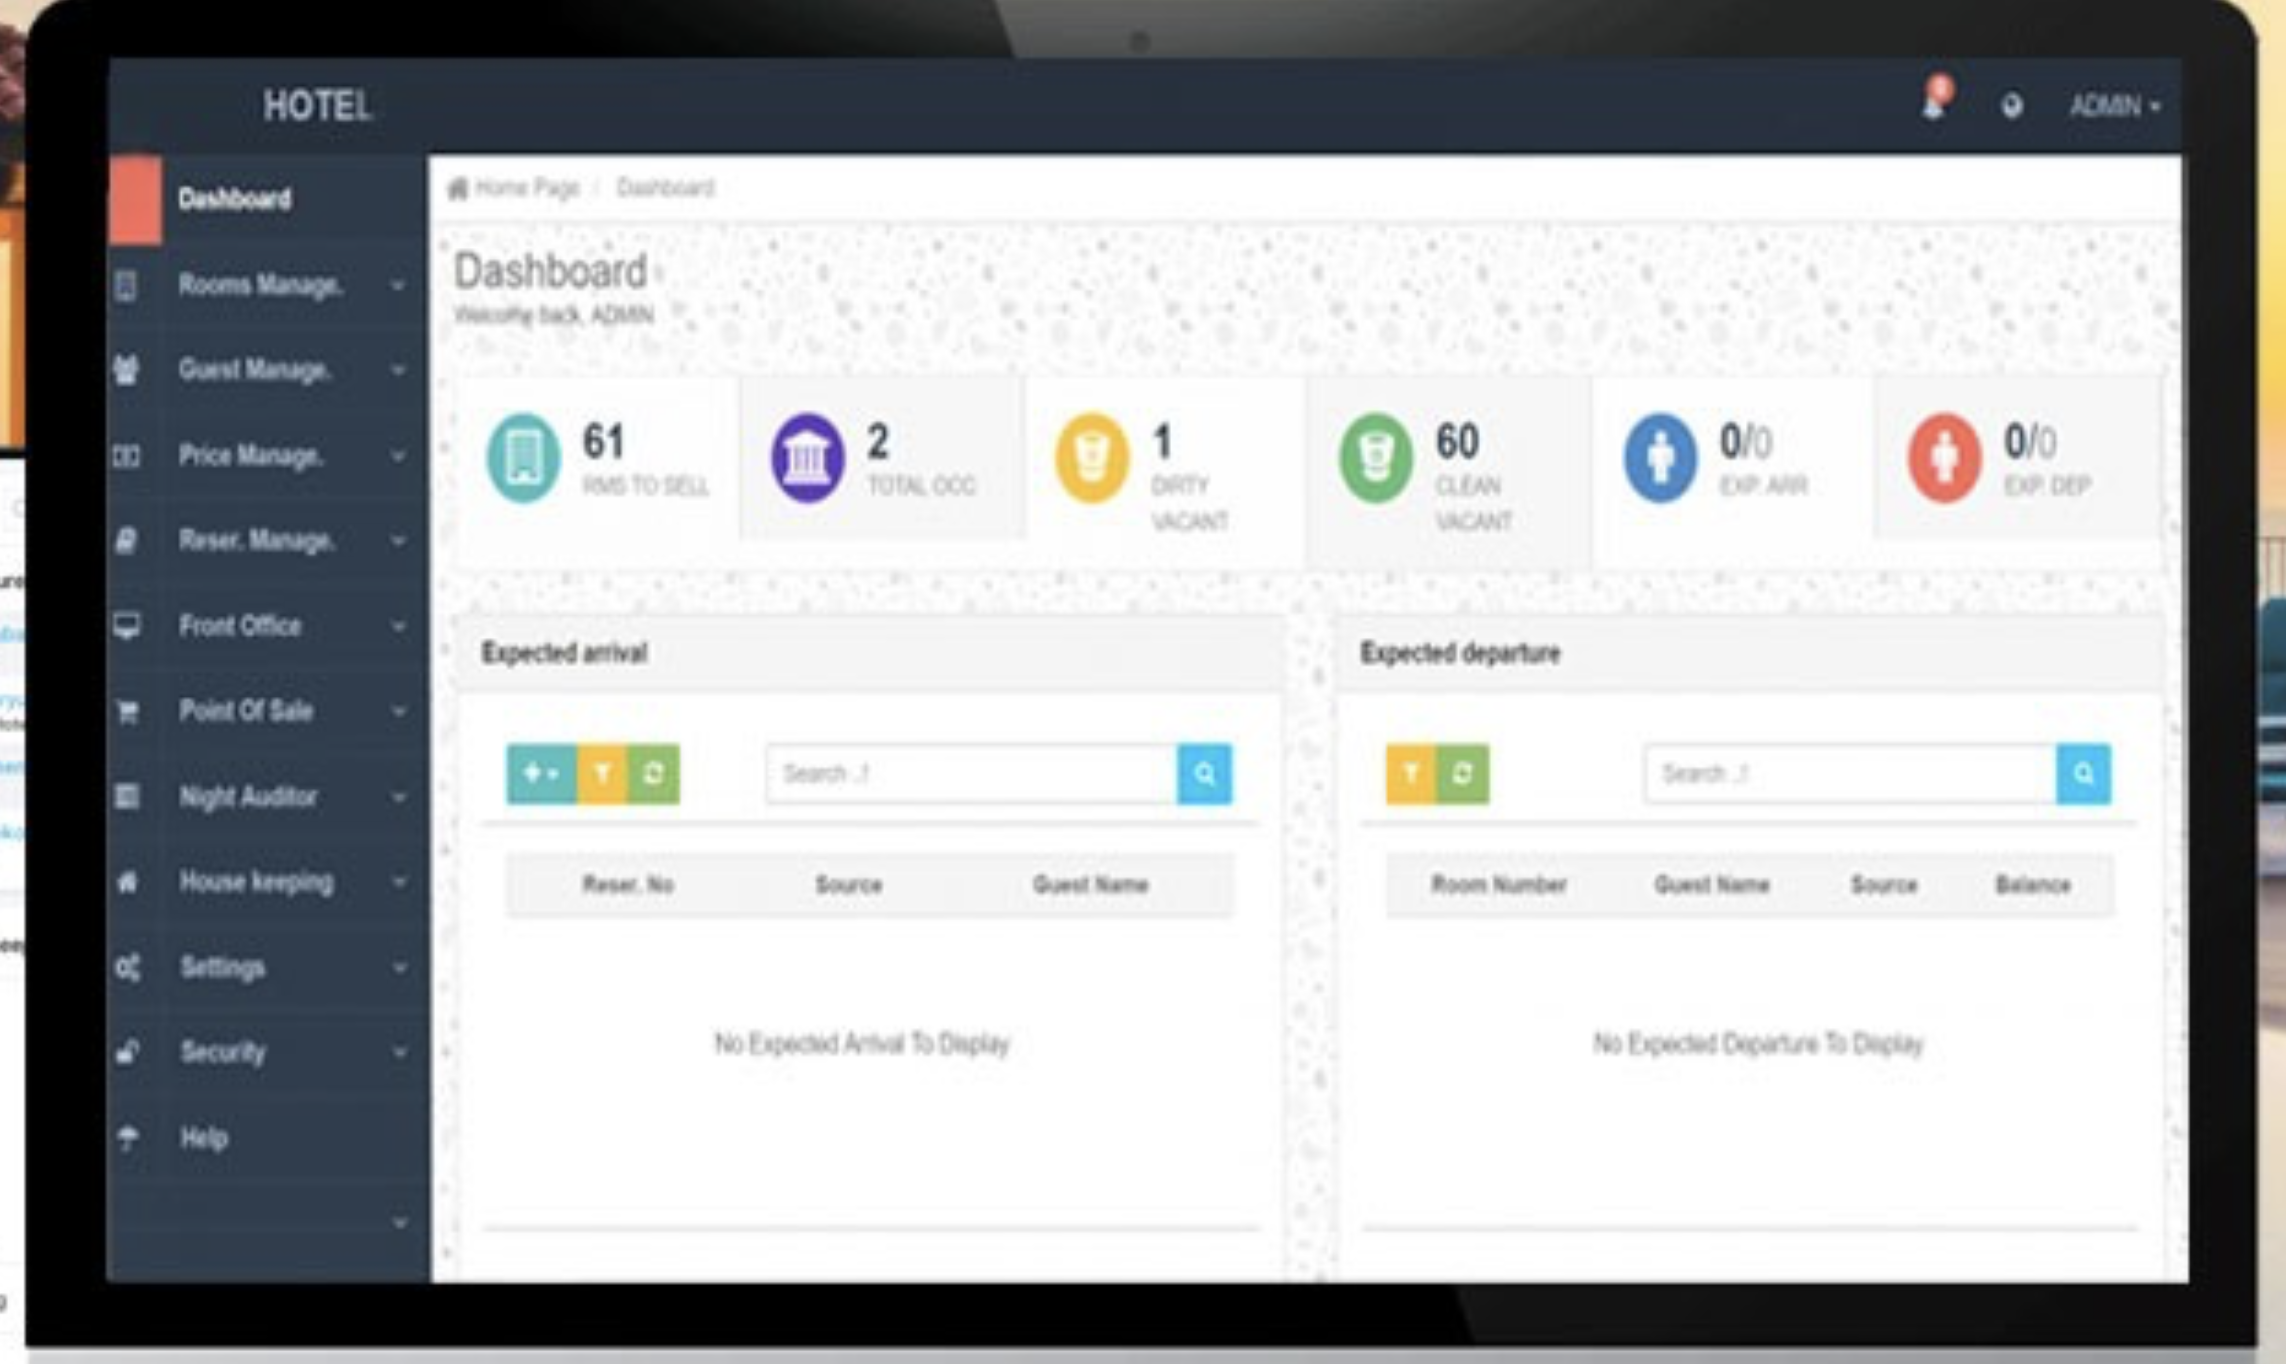 HOTEL
ADMIN
Dashboard
Rooms Manage.
Guest Manage.
Price Manage.
Reser. Manage.
Front Office
Point Of Sale
Night Auditor
House keeping
Settings
Security
Help
Home Page / Dashboard
Dashboard
Welcome back, ADMIN
61
RMS TO SELL
2
TOTAL OCC
1
DIRTY
VACANT
60
CLEAN
VACANT
0/0
EXP. ARR
0/0
EXP. DEP
Expected arrival
Search ..!
Reser. No Source Guest Name
No Expected Arrival To Display
Expected departure
Search ..!
Room Number Guest Name Source Balance
No Expected Departure To Display